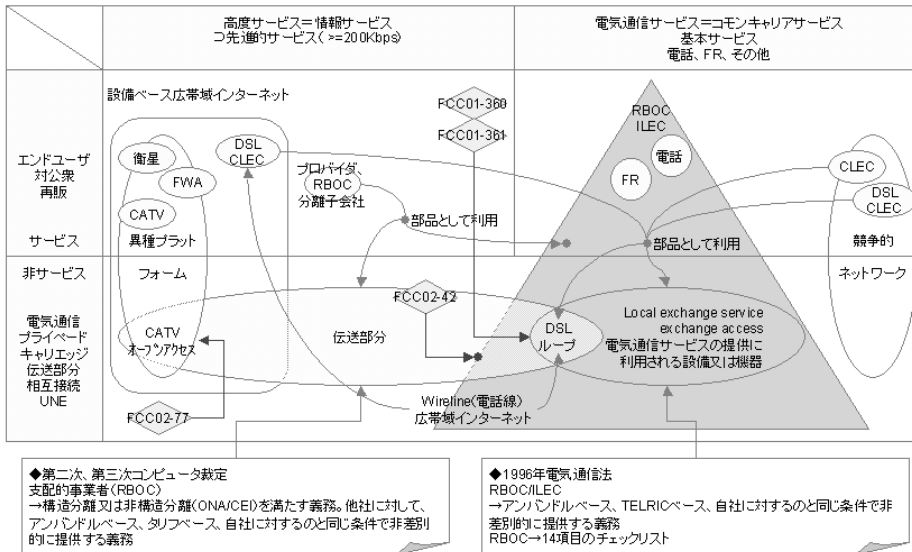 高度サービス＝情報サービス
⊃先進的サービス( >=200Kbps)
電気通信サービス＝コモンキャリアサービス
基本サービス
電話、FR、その他
エンドユーザ
対公衆
再販
サービス
設備ベース広帯域インターネット
衛星
FWA
CATV
異種プラット
DSL
CLEC
プロバイダ、
RBOC
分離子会社
部品として利用
FCC01-360
FCC01-361
RBOC
ILEC
電話
FR
部品として利用
CLEC
DSL
CLEC
競争的
非サービス
電気通信
プライベート
キャリエッジ
伝送部分
相互接続
UNE
フォーム
CATV
オープンアクセス
FCC02-77
伝送部分
FCC02-42
DSL
ループ
Local exchange service
exchange access
電気通信サービスの提供に
利用される設備又は機器
Wireline(電話線)
広帯域インターネット
ネットワーク
◆第二次、第三次コンピュータ裁定
支配的事業者(RBOC)
→構造分離又は非構造分離(ONA/CEI)を満たす義務。他社に対して、
アンバンドルベース、タリフベース、自社に対するのと同じ条件で非差別
的に提供する義務
◆1996年電気通信法
RBOC/ILEC
→アンバンドルベース、TELRICベース、自社に対するのと同じ条件で非
差別的に提供する義務
RBOC→14項目のチェックリスト